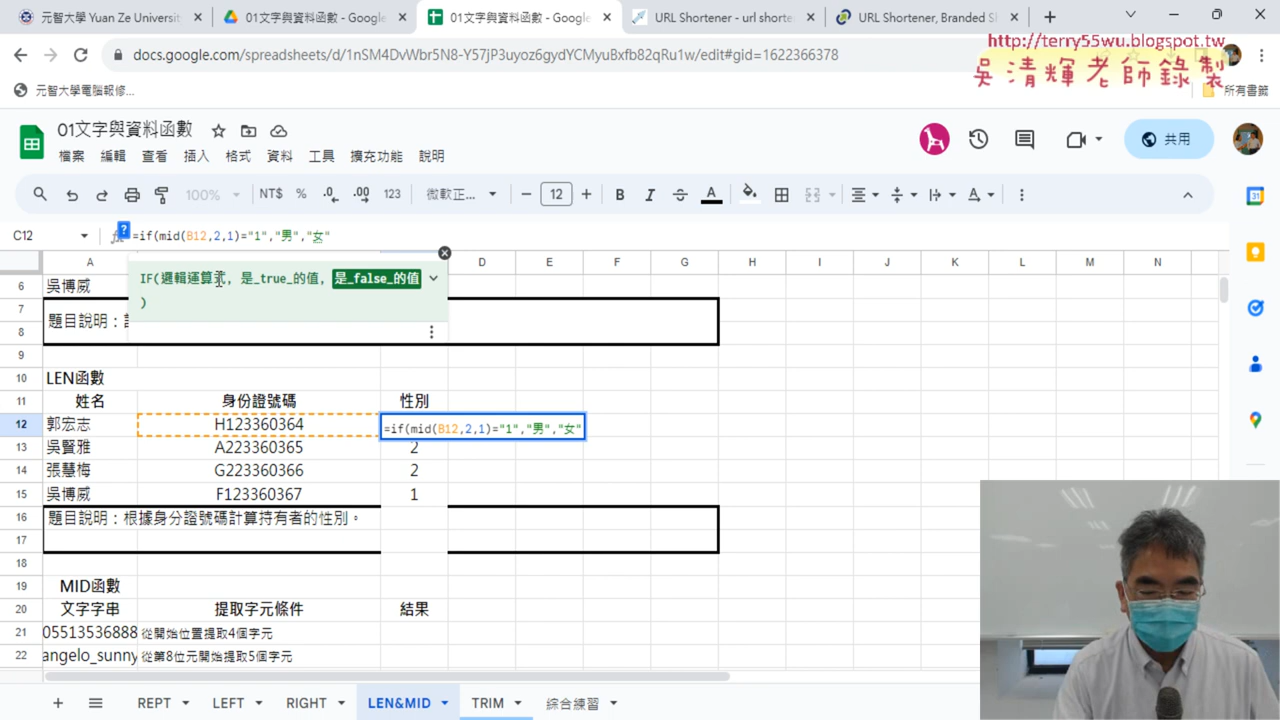 元智大學 Yuan Ze Universit
01文字與資料函數 - Google
01文字與資料函數 - Google
URL Shortener - url shorte
URL Shortener, Branded S
docs.google.com/spreadsheets/d/1nSM4DvWbr5N8-Y57jP3uyoz6gydYCMyuBxfb82qRu1w/edit#gid=1622366378
http://terry55wu.blogspot.tw
吳清輝老師錄製
元智大學電腦報修...
所有書籤
01文字與資料函數
檔案 編輯 查看 插入 格式 資料 工具 擴充功能 說明
共用
100% NT$ % .0 .00 123 微軟正... 12 B I A
C12 =if(mid(B12,2,1)="1","男","女"
IF(邏輯運算式, 是_true_的值, 是_false_的值
)
A D E F G H I J K L M N
6 吳博威
7
題目說明：
8
9
10 LEN函數
11 姓名 身份證號碼 性別
12 郭宏志 H123360364 =if(mid(B12,2,1)="1","男","女"
13 吳賢雅 A223360365 2
14 張慧梅 G223360366 2
15 吳博威 F123360367 1
16 題目說明：根據身分證號碼計算持有者的性別。
17
18
19 MID函數
20 文字字串 提取字元條件 結果
21 05513536888 從開始位置提取4個字元
22 angelo_sunny 從第8位元開始提取5個字元
REPT LEFT RIGHT LEN&MID TRIM 綜合練習